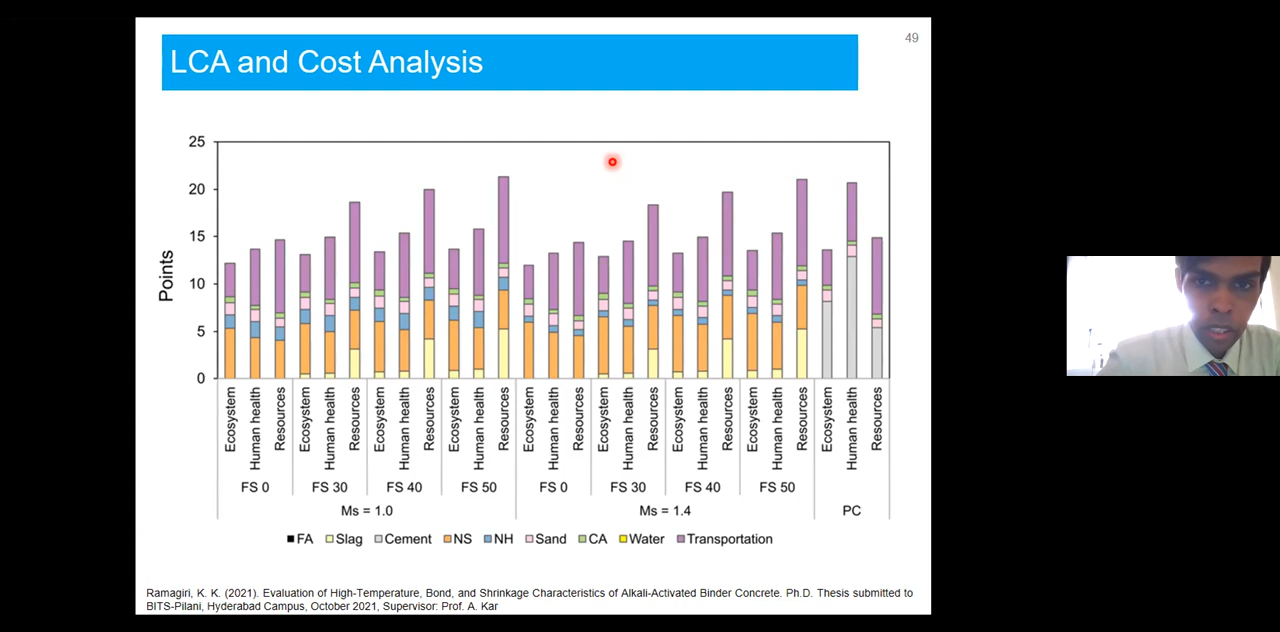 49
LCA and Cost Analysis
25
20
15
10
5
0
Points
Ecosystem Human health Resources Ecosystem Human health Resources Ecosystem Human health Resources Ecosystem Human health Resources Ecosystem Human health Resources Ecosystem Human health Resources Ecosystem Human health Resources Ecosystem Human health Resources Ecosystem Human health Resources
FS 0 FS 30 FS 40 FS 50 FS 0 FS 30 FS 40 FS 50
Ms = 1.0 Ms = 1.4 PC
FA Slag Cement NS NH Sand CA Water Transportation
Ramagiri, K. K. (2021). Evaluation of High-Temperature, Bond, and Shrinkage Characteristics of Alkali-Activated Binder Concrete. Ph.D. Thesis submitted to
BITS-Pilani, Hyderabad Campus, October 2021, Supervisor: Prof. A. Kar